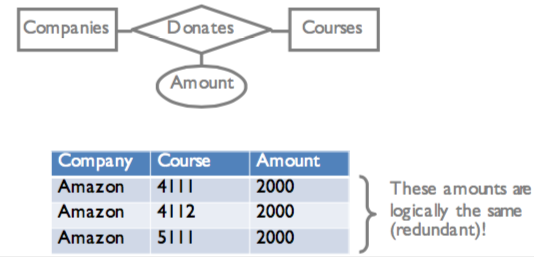 Companies Donates Courses
Amount
Company Course Amount
Amazon 4111 2000
Amazon 4112 2000
Amazon 5111 2000
These amounts are
logically the same
(redundant)!